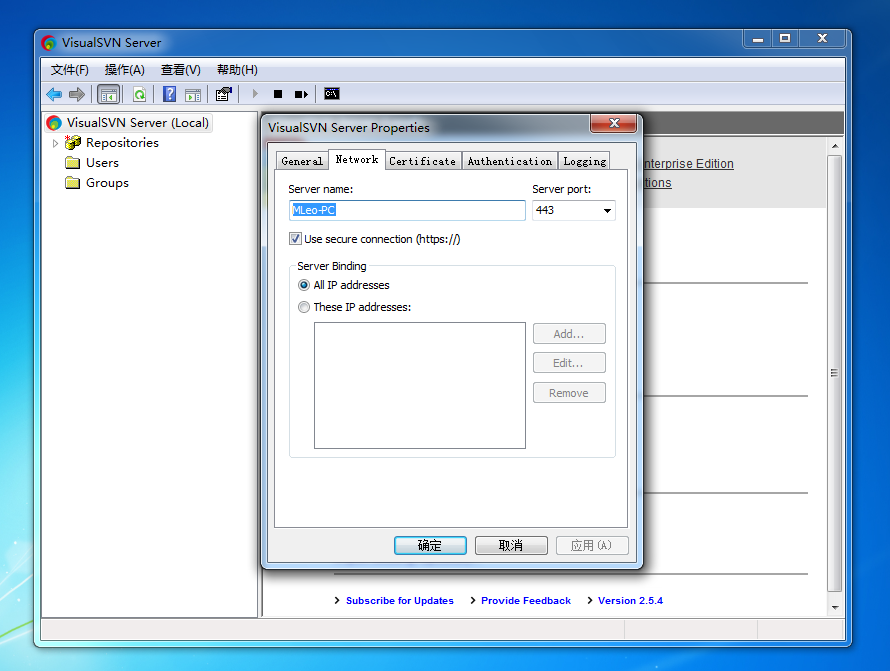 VisualSVN Server
文件(F) 操作(A) 查看(V) 帮助(H)
VisualSVN Server (Local)
Repositories
Users
Groups
VisualSVN Server Properties
General Network Certificate Authentication Logging
Server name: Server port:
MLeo-PC 443
Use secure connection (https://)
Server Binding
All IP addresses
These IP addresses:
Add...
Edit...
Remove
确定 取消 应用(A)
nterprise Edition
tions
Subscribe for Updates Provide Feedback Version 2.5.4